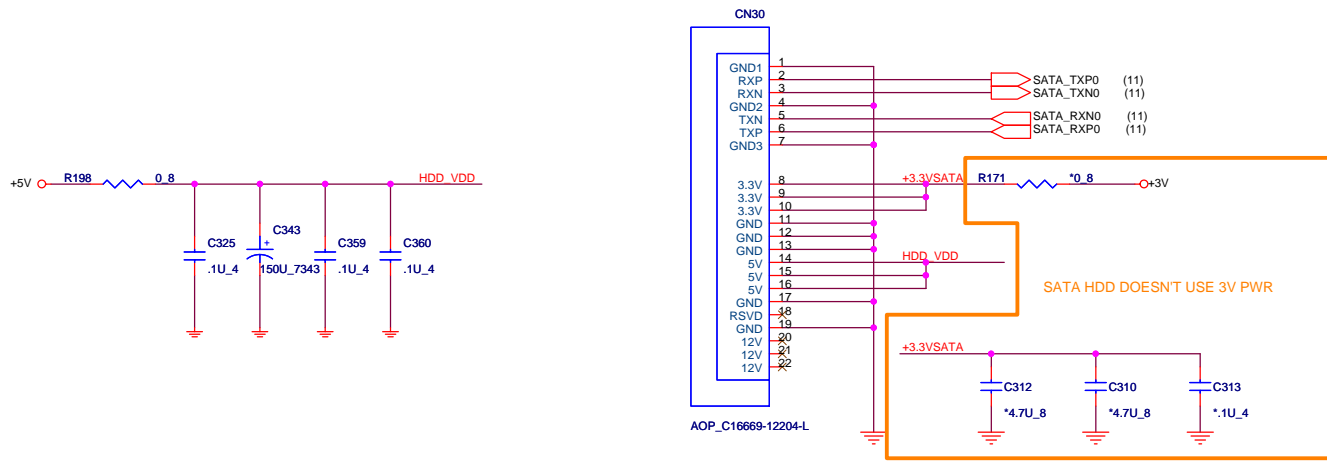 CN30
GND1 1
RXP 2 SATA_TXP0 (11)
RXN 3 SATA_TXN0 (11)
GND2 4
TXN 5 SATA_RXN0 (11)
TXP 6 SATA_RXP0 (11)
GND3 7
+5V R198 0_8 HDD_VDD
3.3V 8 +3.3VSATA R171 *0_8 +3V
3.3V 9
3.3V 10
GND 11
GND 12
GND 13
5V 14 HDD_VDD
5V 15
5V 16
GND 17
RSVD 18
GND 19
12V 20
12V 21
12V 22
C325
.1U_4
C343
+
150U_7343
C359
.1U_4
C360
.1U_4
SATA HDD DOESN'T USE 3V PWR
+3.3VSATA
C312
*4.7U_8
C310
*4.7U_8
C313
*.1U_4
AOP_C16669-12204-L